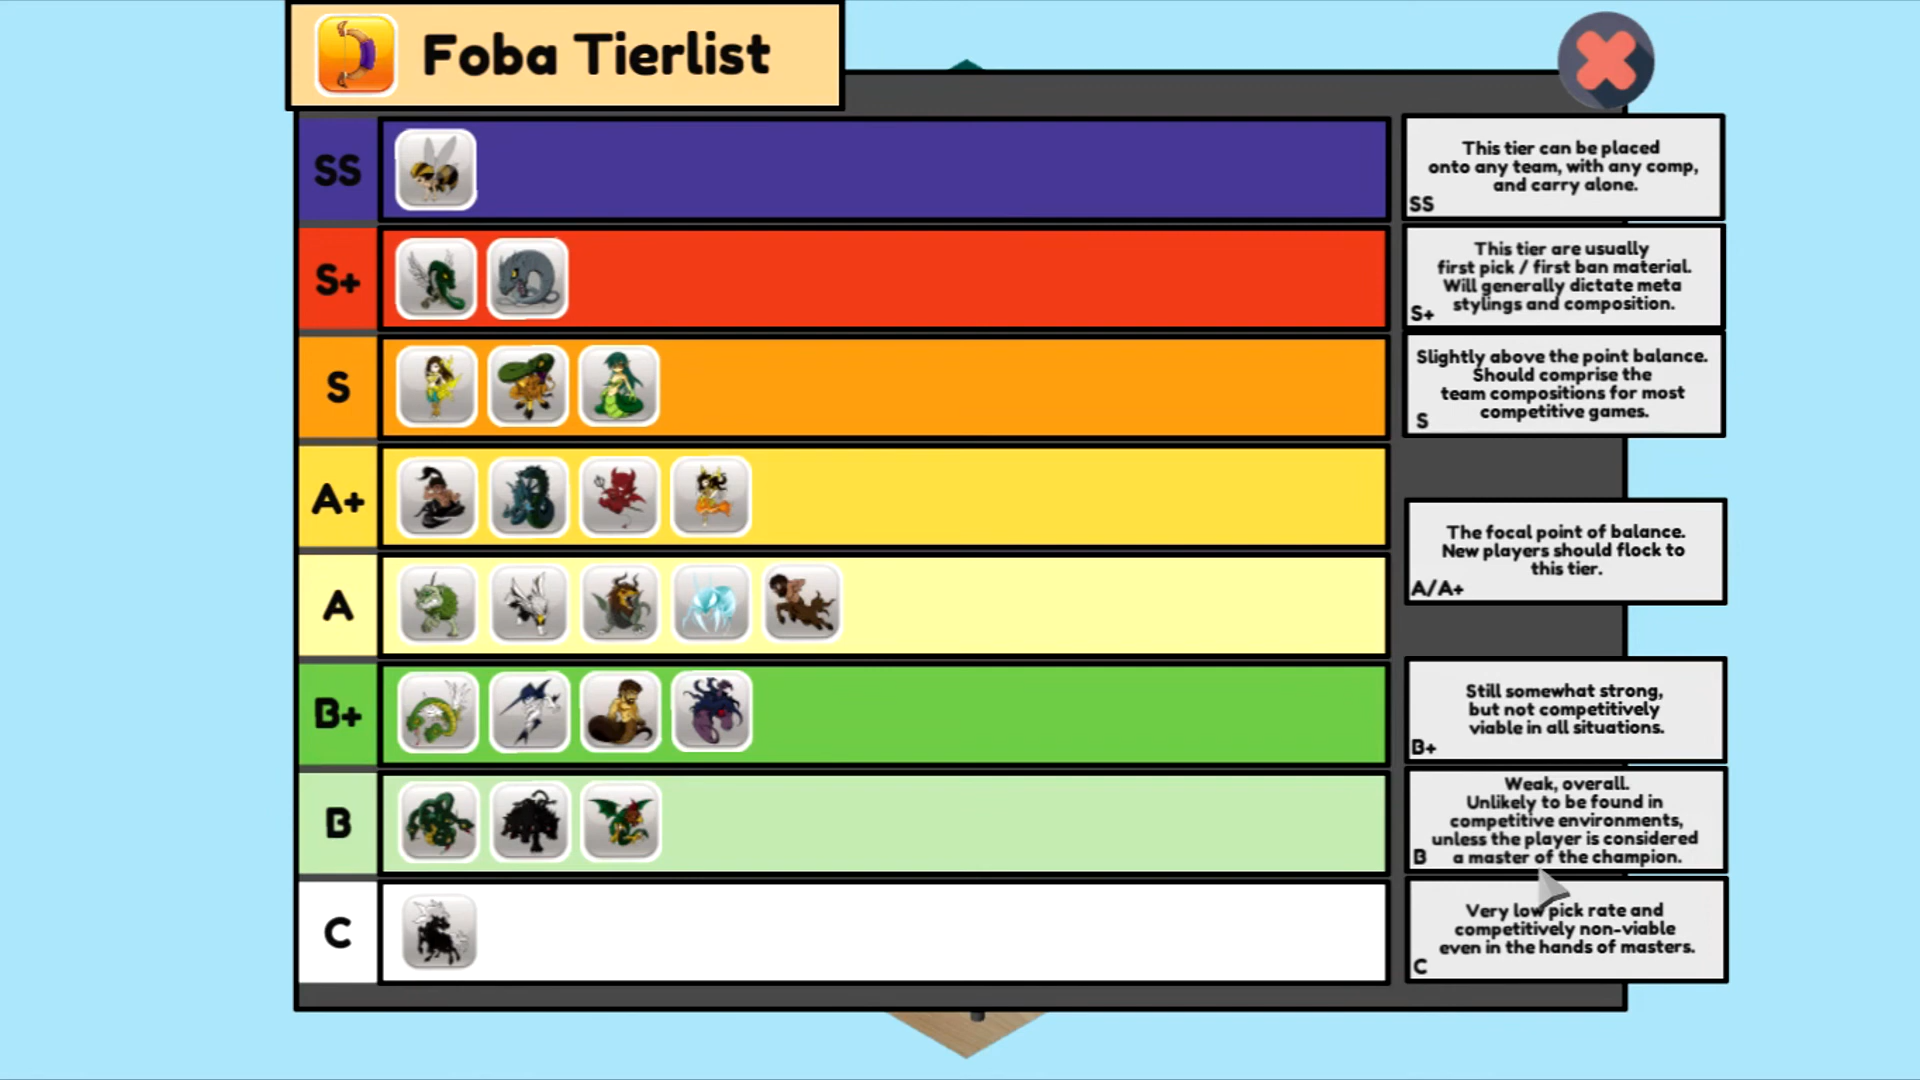 Foba Tierlist
SS
This tier can be placed
onto any team, with any comp,
and carry alone.
SS
S+
This tier are usually
first pick / first ban material.
Will generally dictate meta
stylings and composition.
S+
S
Slightly above the point balance.
Should comprise the
team compositions for most
competitive games.
S
A+
The focal point of balance.
New players should flock to
this tier.
A/A+
A
B+
Still somewhat strong,
but not competitively
viable in all situations.
B+
B
Weak, overall.
Unlikely to be found in
competitive environments,
unless the player is considered
a master of the champion.
B
C
Very low pick rate and
competitively non-viable
even in the hands of masters.
C